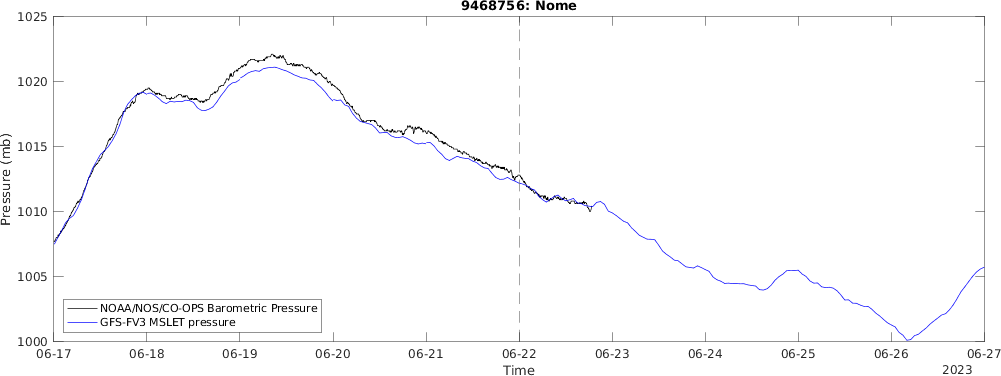 9468756: Nome
1025
1020
1015
1010
1005
1000
Pressure (mb)
NOAA/NOS/CO-OPS Barometric Pressure
GFS-FV3 MSLET pressure
06-17 06-18 06-19 06-20 06-21 06-22 06-23 06-24 06-25 06-26 06-27
Time
2023